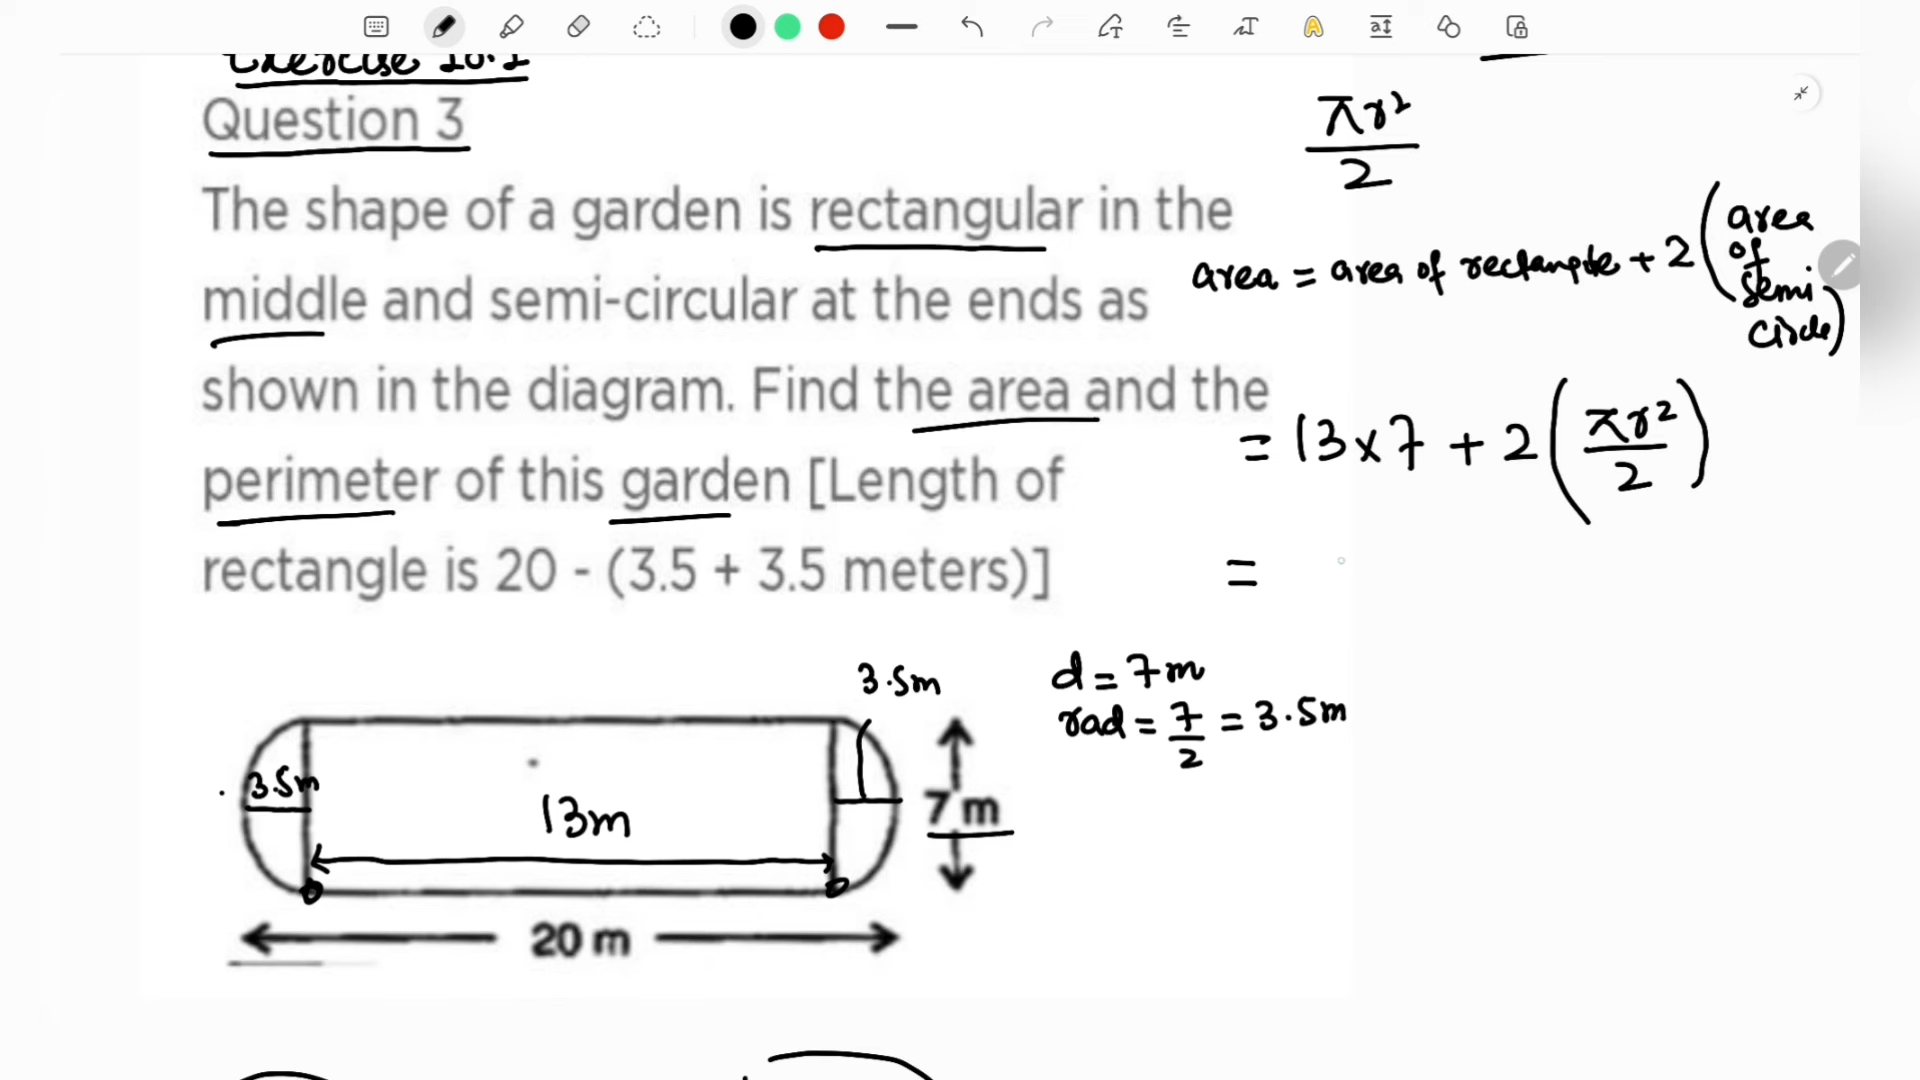 Exercise 10.1
Question 3
The shape of a garden is rectangular in the
middle and semi-circular at the ends as
shown in the diagram. Find the area and the
perimeter of this garden [Length of
rectangle is 20 - (3.5 + 3.5 meters)]
πr²
2
area = area of rectangle + 2 (area
of
semi
circle)
= 13 x 7 + 2 (πr²
2)
=
3.5m
d = 7m
rad = 7 = 3.5m
2
3.5m
13m
7 m
20 m